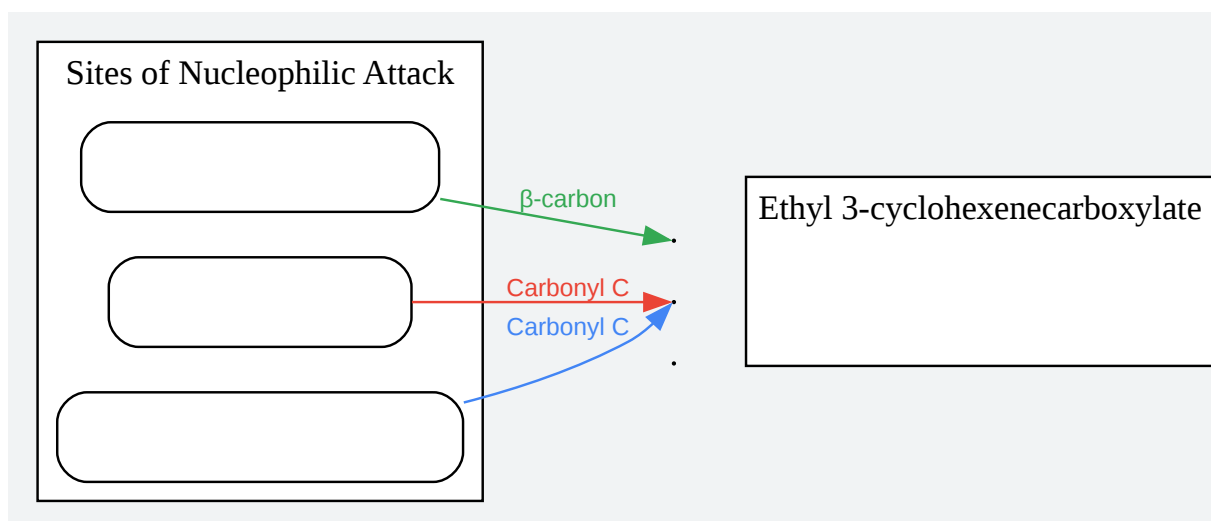 Sites of Nucleophilic Attack
β-carbon
Carbonyl C
Carbonyl C
Ethyl 3-cyclohexenecarboxylate